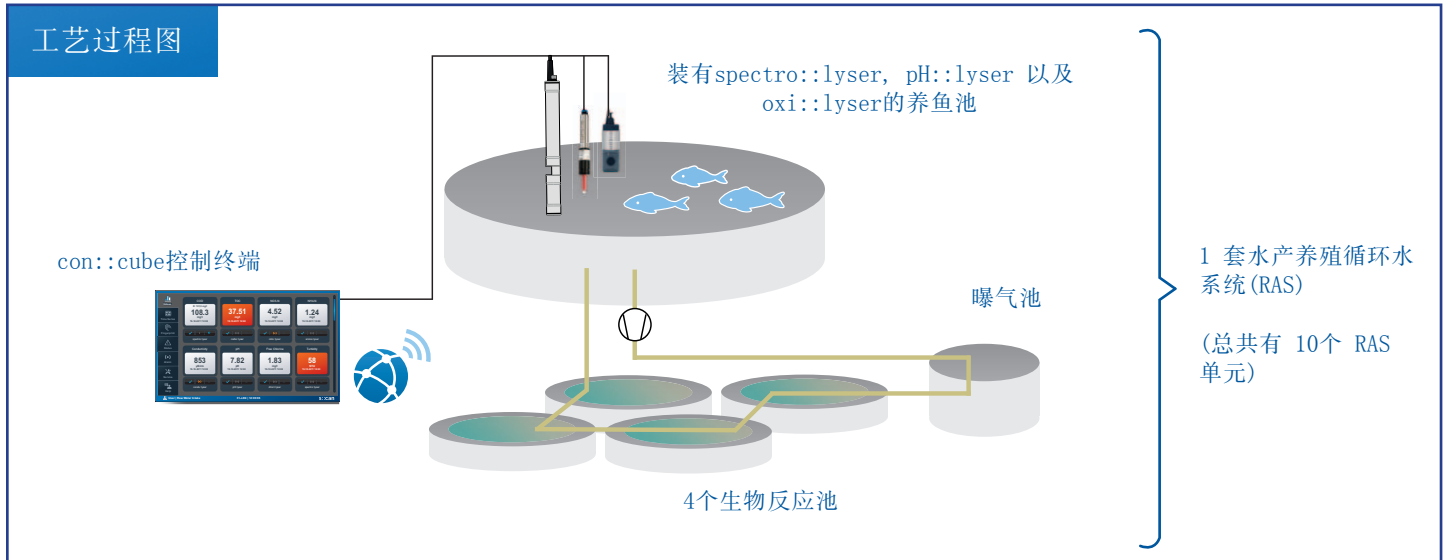 工艺过程图
装有spectro::lyser, pH::lyser 以及
oxi::lyser的养鱼池
con::cube控制终端
108.3
37.51
4.52
1.24
853
7.82
1.83
58
s::can
曝气池
4个生物反应池
1 套水产养殖循环水
系统(RAS)
(总共有 10个 RAS
单元)